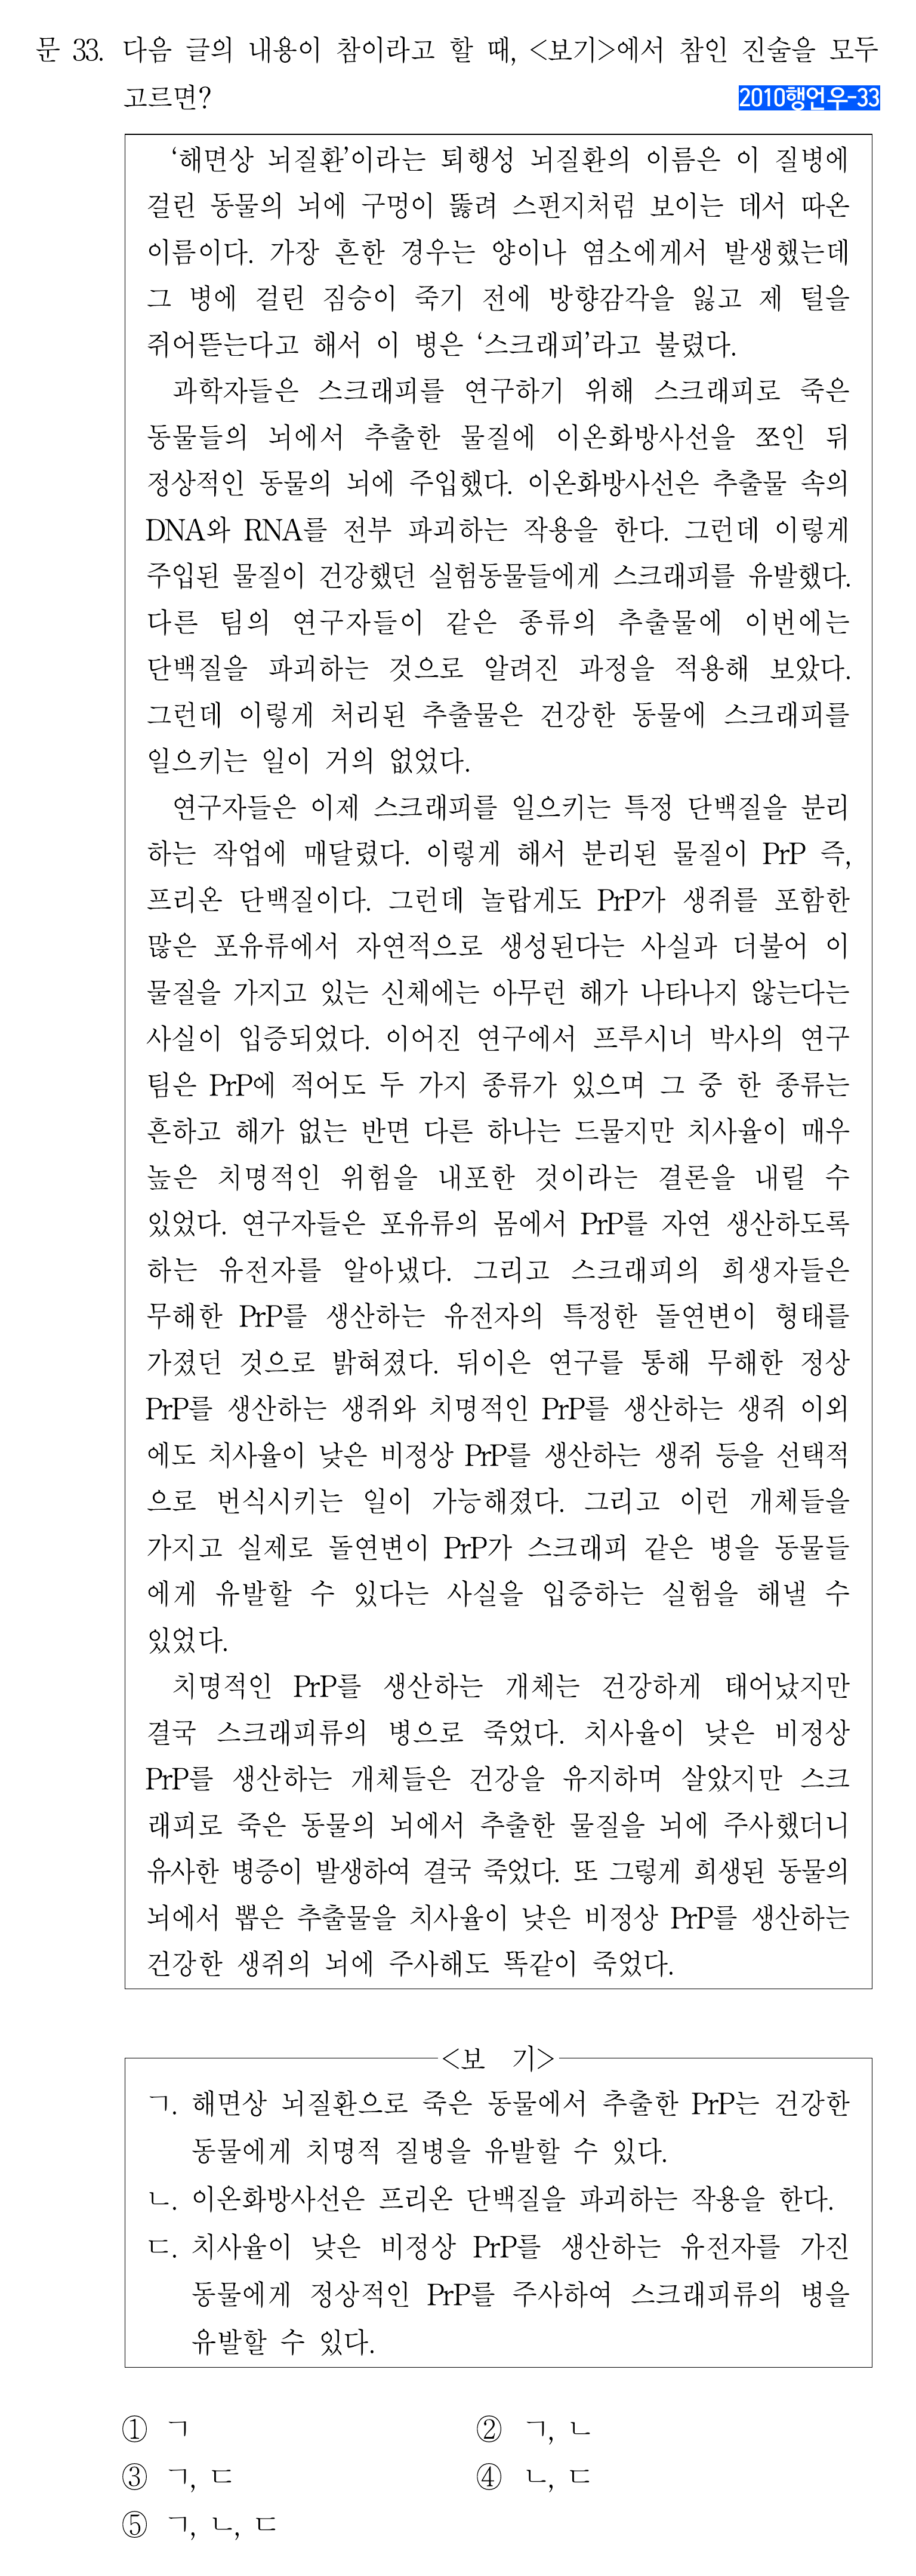 문 33. 다음 글의 내용이 참이라고 할 때, <보기>에서 참인 진술을 모두
고르면?
2010행언우-33
‘해면상 뇌질환’이라는 퇴행성 뇌질환의 이름은 이 질병에
걸린 동물의 뇌에 구멍이 뚫려 스펀지처럼 보이는 데서 따온
이름이다. 가장 흔한 경우는 양이나 염소에게서 발생했는데
그 병에 걸린 짐승이 죽기 전에 방향감각을 잃고 제 털을
쥐어뜯는다고 해서 이 병은 ‘스크래피’라고 불렸다.
과학자들은 스크래피를 연구하기 위해 스크래피로 죽은
동물들의 뇌에서 추출한 물질에 이온화방사선을 쪼인 뒤
정상적인 동물의 뇌에 주입했다. 이온화방사선은 추출물 속의
DNA와 RNA를 전부 파괴하는 작용을 한다. 그런데 이렇게
주입된 물질이 건강했던 실험동물들에게 스크래피를 유발했다.
다른 팀의 연구자들이 같은 종류의 추출물에 이번에는
단백질을 파괴하는 것으로 알려진 과정을 적용해 보았다.
그런데 이렇게 처리된 추출물은 건강한 동물에 스크래피를
일으키는 일이 거의 없었다.
연구자들은 이제 스크래피를 일으키는 특정 단백질을 분리
하는 작업에 매달렸다. 이렇게 해서 분리된 물질이 PrP 즉,
프리온 단백질이다. 그런데 놀랍게도 PrP가 생쥐를 포함한
많은 포유류에서 자연적으로 생성된다는 사실과 더불어 이
물질을 가지고 있는 신체에는 아무런 해가 나타나지 않는다는
사실이 입증되었다. 이어진 연구에서 프루시너 박사의 연구
팀은 PrP에 적어도 두 가지 종류가 있으며 그 중 한 종류는
흔하고 해가 없는 반면 다른 하나는 드물지만 치사율이 매우
높은 치명적인 위험을 내포한 것이라는 결론을 내릴 수
있었다. 연구자들은 포유류의 몸에서 PrP를 자연 생산하도록
하는 유전자를 알아냈다. 그리고 스크래피의 희생자들은
무해한 PrP를 생산하는 유전자의 특정한 돌연변이 형태를
가졌던 것으로 밝혀졌다. 뒤이은 연구를 통해 무해한 정상
PrP를 생산하는 생쥐와 치명적인 PrP를 생산하는 생쥐 이외
에도 치사율이 낮은 비정상 PrP를 생산하는 생쥐 등을 선택적
으로 번식시키는 일이 가능해졌다. 그리고 이런 개체들을
가지고 실제로 돌연변이 PrP가 스크래피 같은 병을 동물들
에게 유발할 수 있다는 사실을 입증하는 실험을 해낼 수
있었다.
치명적인 PrP를 생산하는 개체는 건강하게 태어났지만
결국 스크래피류의 병으로 죽었다. 치사율이 낮은 비정상
PrP를 생산하는 개체들은 건강을 유지하며 살았지만 스크
래피로 죽은 동물의 뇌에서 추출한 물질을 뇌에 주사했더니
유사한 병증이 발생하여 결국 죽었다. 또 그렇게 희생된 동물의
뇌에서 뽑은 추출물을 치사율이 낮은 비정상 PrP를 생산하는
건강한 생쥐의 뇌에 주사해도 똑같이 죽었다.
<보 기>
ㄱ. 해면상 뇌질환으로 죽은 동물에서 추출한 PrP는 건강한
동물에게 치명적 질병을 유발할 수 있다.
ㄴ. 이온화방사선은 프리온 단백질을 파괴하는 작용을 한다.
ㄷ. 치사율이 낮은 비정상 PrP를 생산하는 유전자를 가진
동물에게 정상적인 PrP를 주사하여 스크래피류의 병을
유발할 수 있다.
① ㄱ ② ㄱ, ㄴ
③ ㄱ, ㄷ ④ ㄴ, ㄷ
⑤ ㄱ, ㄴ, ㄷ